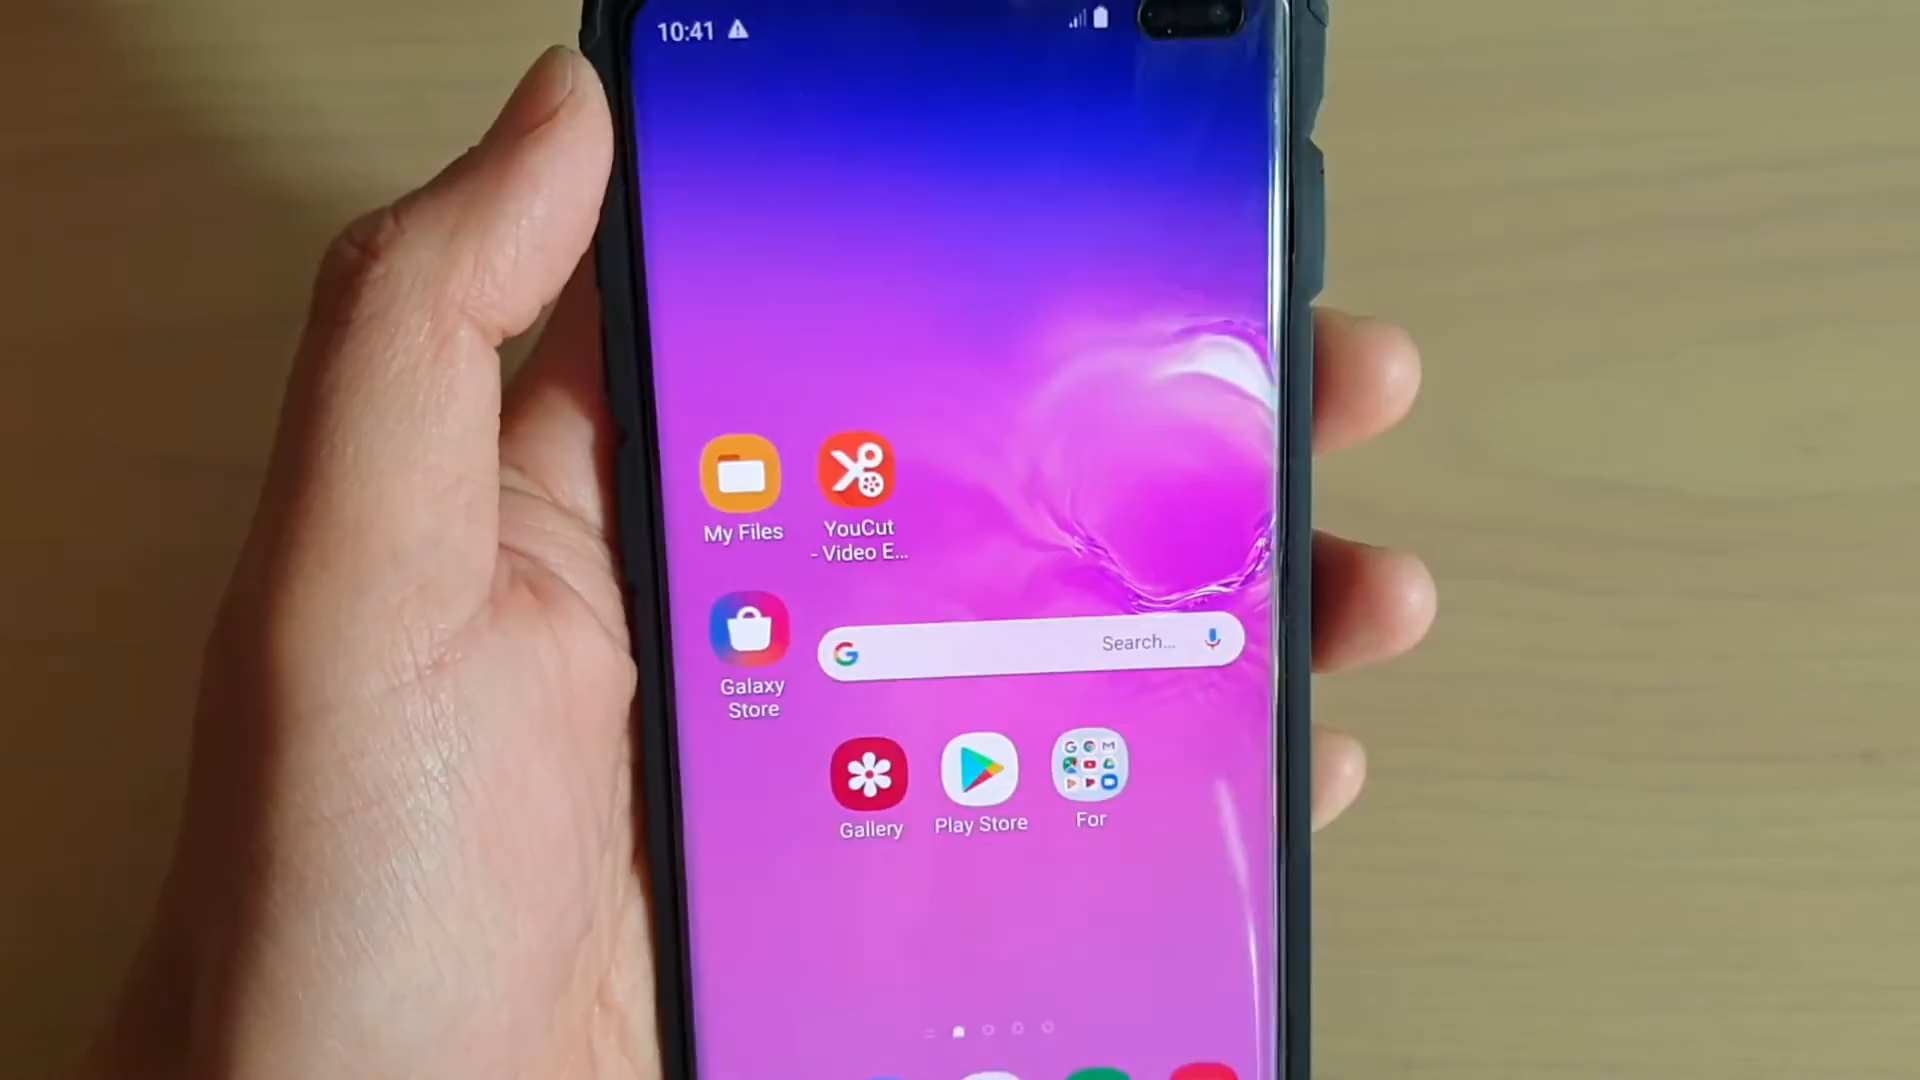 10:41
My Files
YouCut
- Video E...
Galaxy
Store
Search...
Gallery
Play Store
For